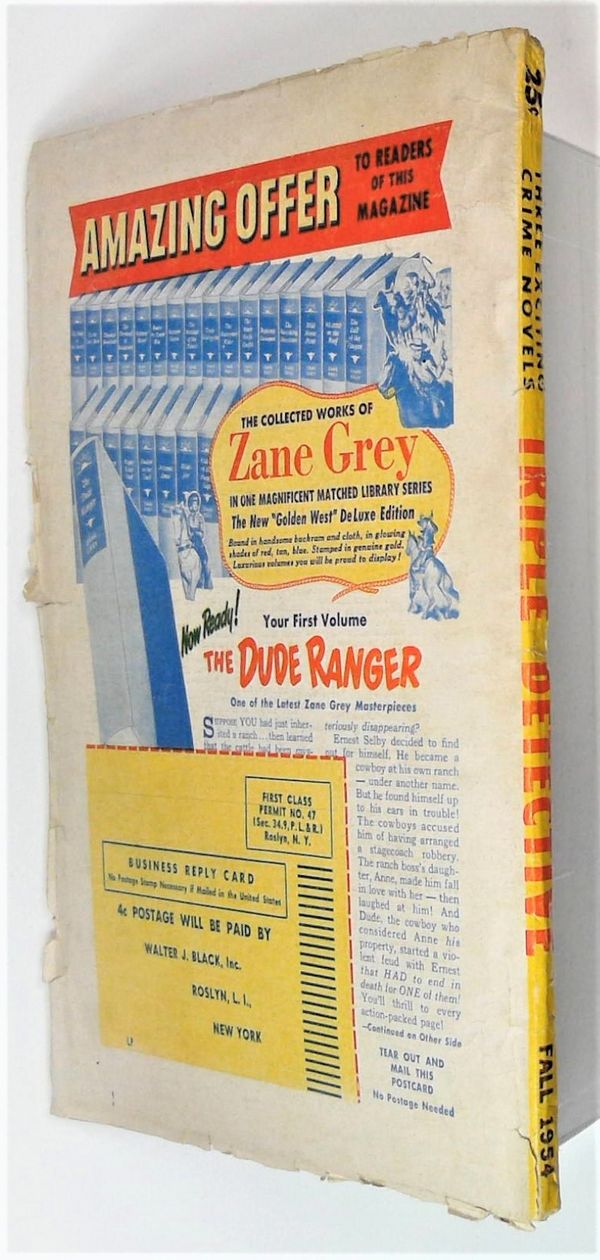 AMAZING OFFER
TO READERS
OF THIS
MAGAZINE
THE COLLECTED WORKS OF
Zane Grey
IN ONE MAGNIFICENT MATCHED LIBRARY SERIES
The New "Golden West" DeLuxe Edition
Bound in handsome buckram and cloth, in glowing
shades of red, tan, blue. Stamped in genuine gold.
Luxurious volumes you will be proud to display!
Now Ready!
Your First Volume
THE DUDE RANGER
One of the Latest Zane Grey Masterpieces
SUPPOSE YOU had just inher-
ited a ranch...then learned
that the cattle had been mys-
teriously disappearing?
Ernest Selby decided to find
out for himself. He became a
cowboy at his own ranch
— under another name.
But he found himself up
to his ears in trouble!
The cowboys accused
him of having arranged
a stagecoach robbery.
The ranch boss's daugh-
ter, Anne, made him fall
in love with her — then
laughed at him! And
Dude, the cowboy who
considered Anne his
property, started a vio-
lent feud with Ernest
that HAD to end in
death for ONE of them!
You'll thrill to every
action-packed page!
—Continued on Other Side
TEAR OUT AND
MAIL THIS
POSTCARD
No Postage Needed
FIRST CLASS
PERMIT NO. 47
(Sec. 34.9, P.L.&R.)
Roslyn, N. Y.
BUSINESS REPLY CARD
No Postage Stamp Necessary if Mailed in the United States
4c POSTAGE WILL BE PAID BY
WALTER J. BLACK, Inc.
ROSLYN, L. I.,
NEW YORK
LP
25¢
THREE EXCITING
CRIME NOVELS
TRIPLE DETECTIVE
FALL 1954